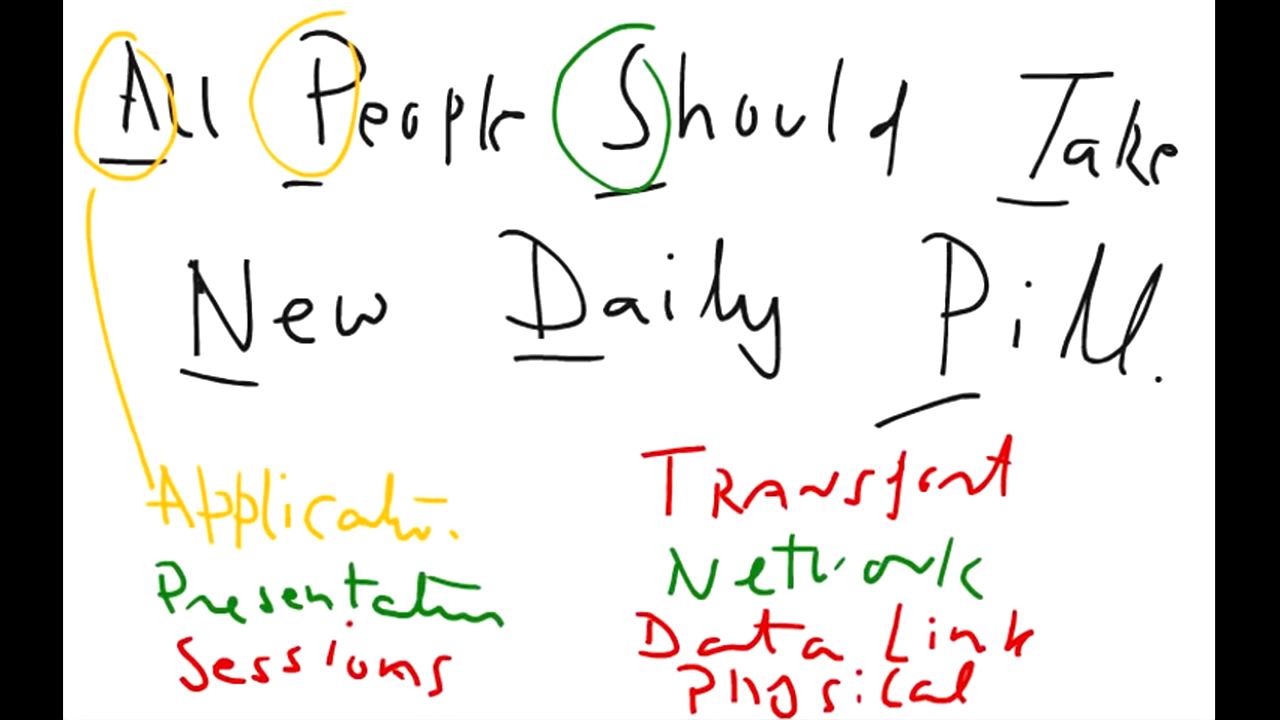 All People Should Take
New Daily Pill.
Application.
Presentation
Sessions
Transport
Network
Data Link
Physical